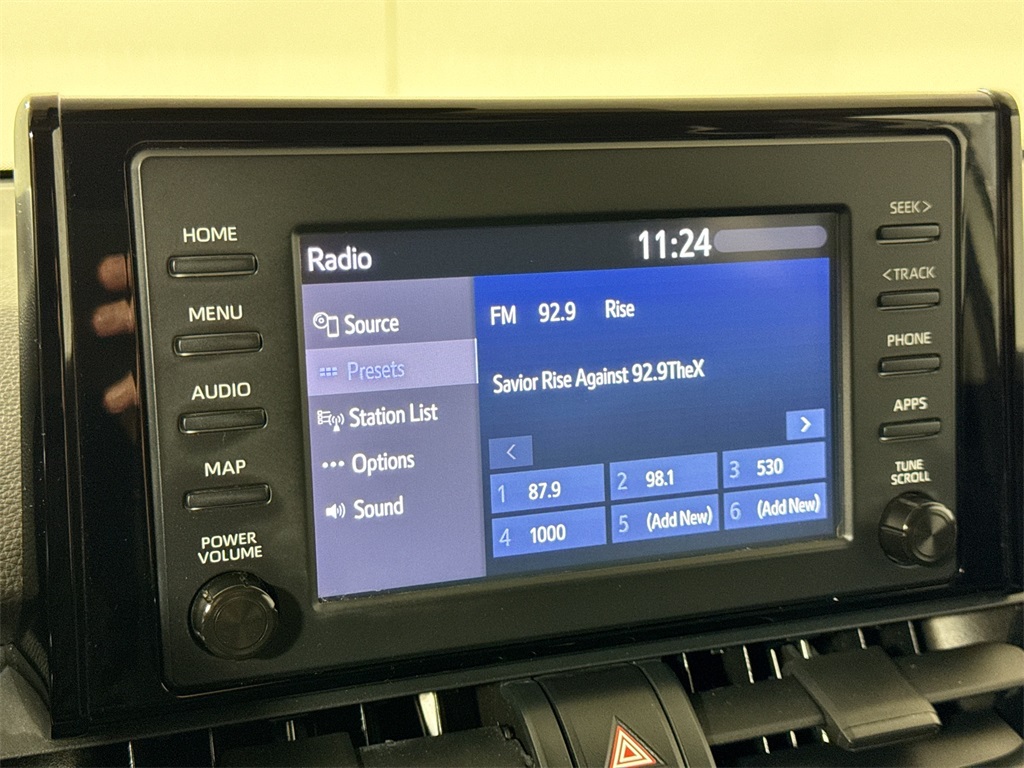 HOME
MENU
AUDIO
MAP
POWER
VOLUME
Radio
11:24
Source
Presets
Station List
Options
Sound
FM 92.9 Rise
Savior Rise Against 92.9TheX
<
>
1 87.9
2 98.1
3 530
4 1000
5 (Add New)
6 (Add New)
SEEK>
<TRACK
PHONE
APPS
TUNE
SCROLL